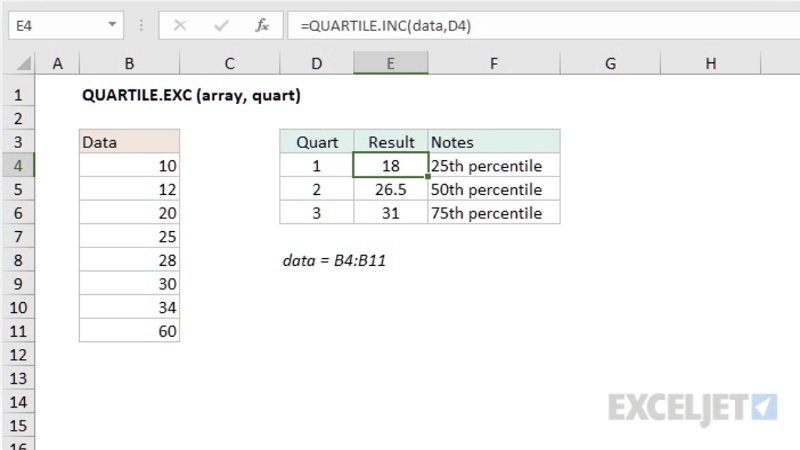 E4 =QUARTILE.INC(data,D4)
A B C D E F G H
1 QUARTILE.EXC (array, quart)
2
3 Data Quart Result Notes
4 10 1 18 25th percentile
5 12 2 26.5 50th percentile
6 20 3 31 75th percentile
7 25
8 28 data = B4:B11
9 30
10 34
11 60
12
13
14
15
16
EXCELJET